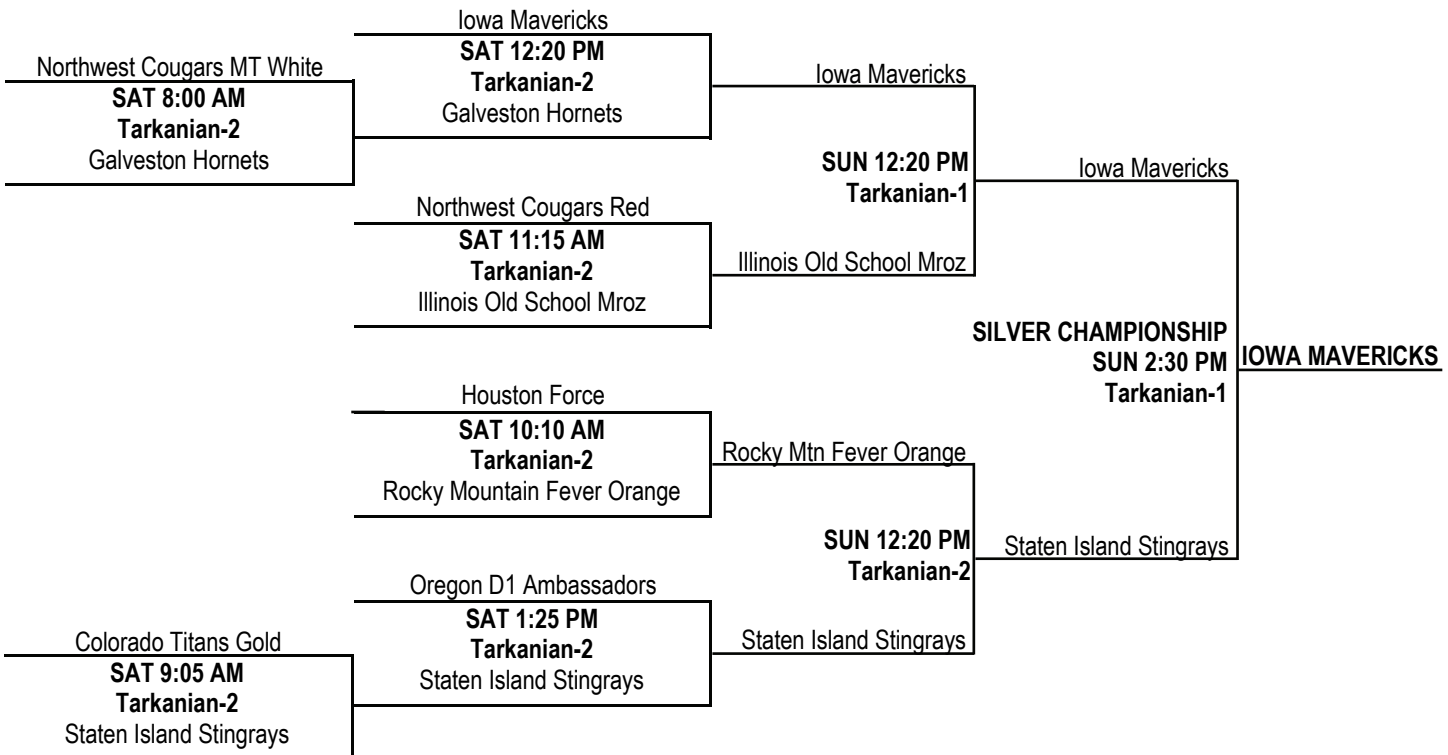 Northwest Cougars MT White
SAT 8:00 AM
Tarkanian-2
Galveston Hornets
Colorado Titans Gold
SAT 9:05 AM
Tarkanian-2
Staten Island Stingrays
Iowa Mavericks
SAT 12:20 PM
Tarkanian-2
Galveston Hornets
Northwest Cougars Red
SAT 11:15 AM
Tarkanian-2
Illinois Old School Mroz
Houston Force
SAT 10:10 AM
Tarkanian-2
Rocky Mountain Fever Orange
Oregon D1 Ambassadors
SAT 1:25 PM
Tarkanian-2
Staten Island Stingrays
Iowa Mavericks
SUN 12:20 PM
Tarkanian-1
Illinois Old School Mroz
Rocky Mtn Fever Orange
SUN 12:20 PM
Tarkanian-2
Staten Island Stingrays
Iowa Mavericks
SILVER CHAMPIONSHIP
SUN 2:30 PM
Tarkanian-1
Staten Island Stingrays
IOWA MAVERICKS